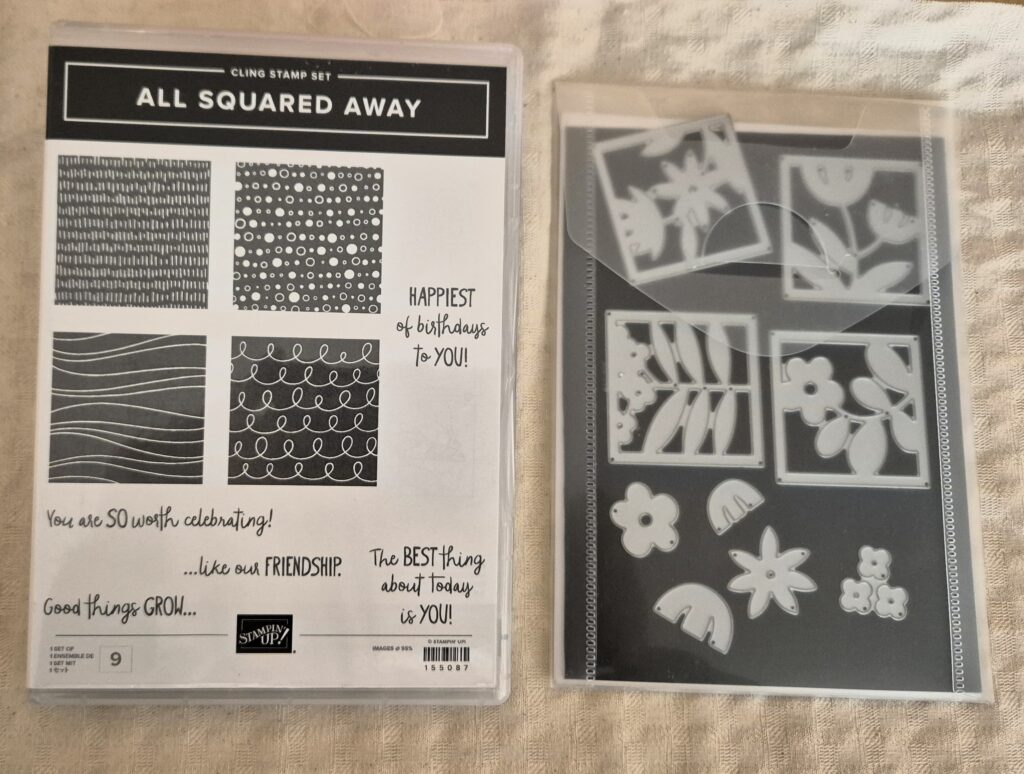 CLING STAMP SET
ALL SQUARED AWAY
HAPPIEST
of birthdays
to YOU!
You are SO worth celebrating!
...like our FRIENDSHIP.
The BEST thing
about today
is YOU!
Good things GROW...
STAMPIN' UP!®
1 SET OF
1 ENSEMBLE DE
1 SET MIT
1 セット
9
IMAGES @ 95%
© STAMPIN' UP!
155087